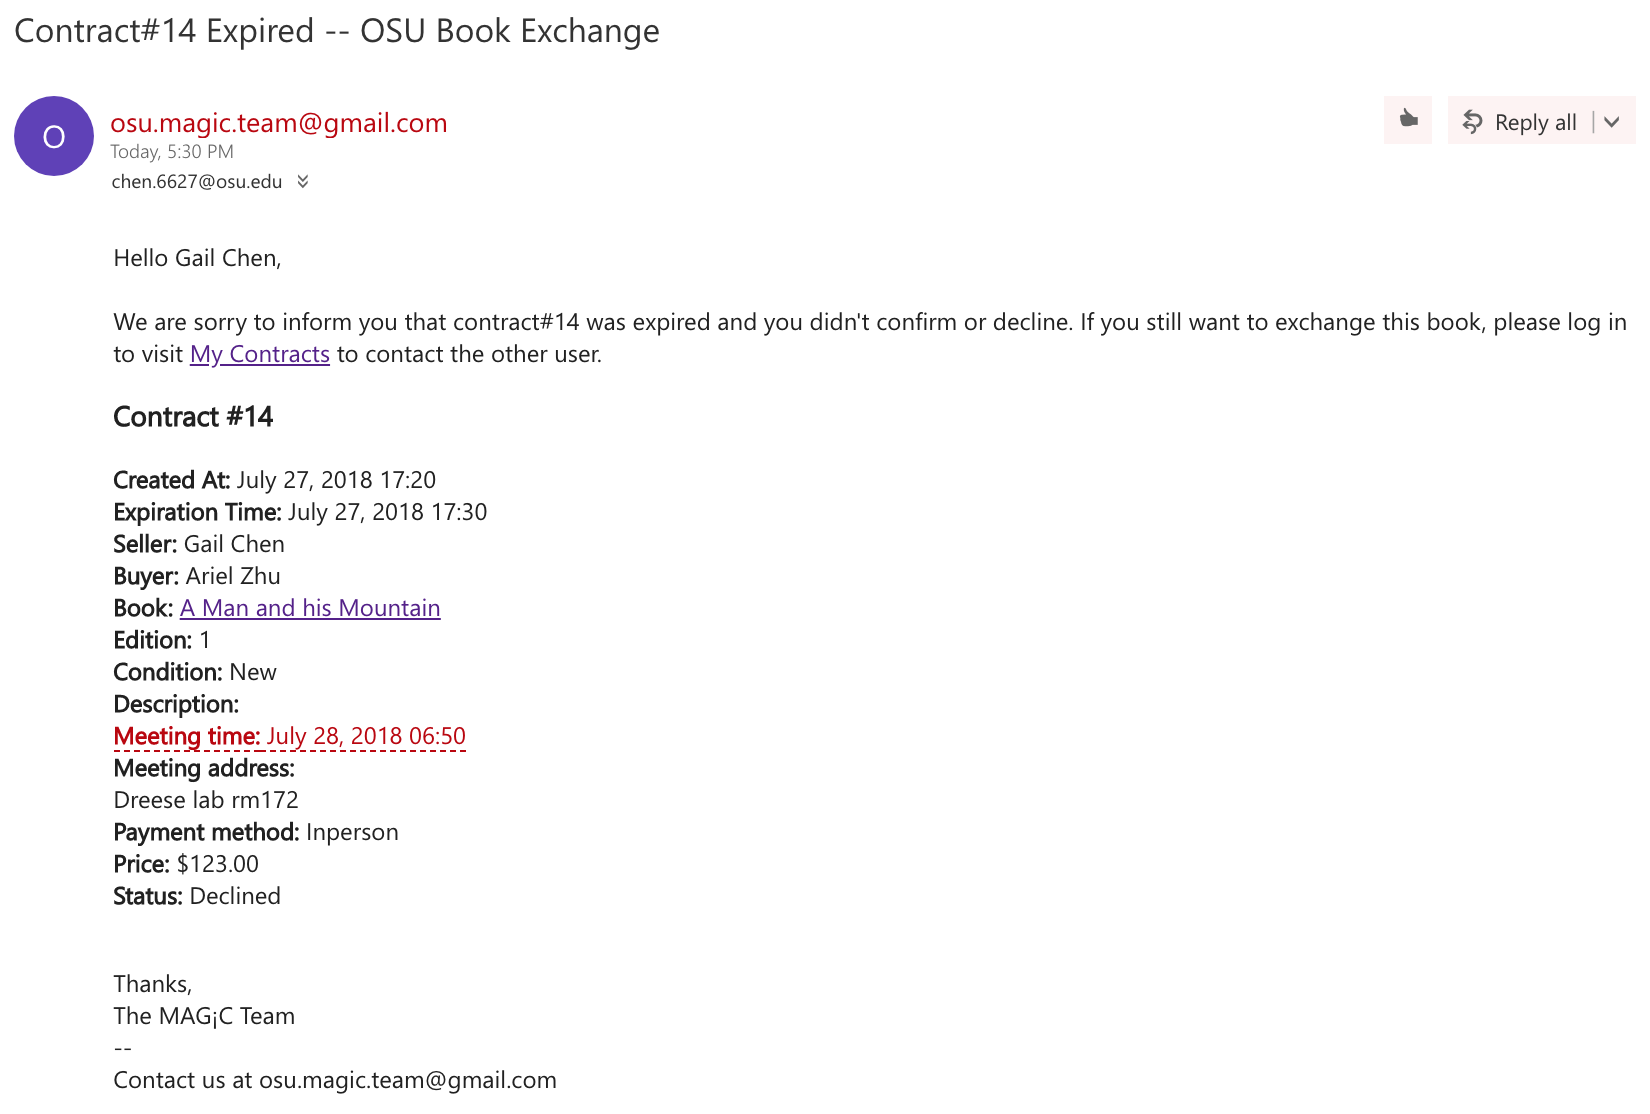 Contract#14 Expired -- OSU Book Exchange
O
osu.magic.team@gmail.com
Reply all
Today, 5:30 PM
chen.6627@osu.edu
Hello Gail Chen,
We are sorry to inform you that contract#14 was expired and you didn't confirm or decline. If you still want to exchange this book, please log in
to visit My Contracts to contact the other user.
Contract #14
Created At: July 27, 2018 17:20
Expiration Time: July 27, 2018 17:30
Seller: Gail Chen
Buyer: Ariel Zhu
Book: A Man and his Mountain
Edition: 1
Condition: New
Description:
Meeting time: July 28, 2018 06:50
Meeting address:
Dreese lab rm172
Payment method: Inperson
Price: $123.00
Status: Declined
Thanks,
The MAG¡C Team
--
Contact us at osu.magic.team@gmail.com